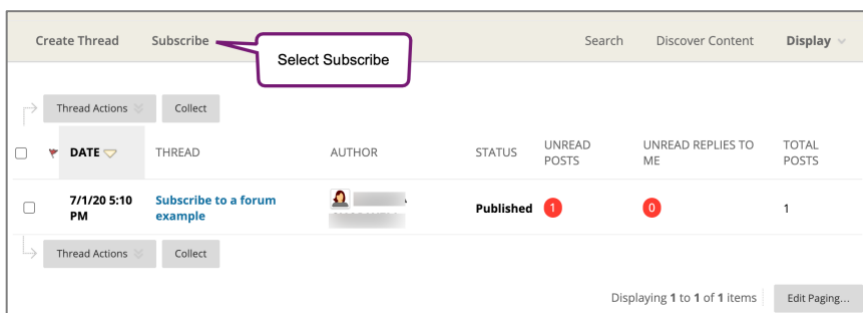 Create Thread Subscribe Search Discover Content Display
Select Subscribe
Thread Actions Collect
DATE THREAD AUTHOR STATUS UNREAD POSTS UNREAD REPLIES TO ME TOTAL POSTS
7/1/20 5:10 PM Subscribe to a forum example Published 1 0 1
Thread Actions Collect
Displaying 1 to 1 of 1 items Edit Paging...